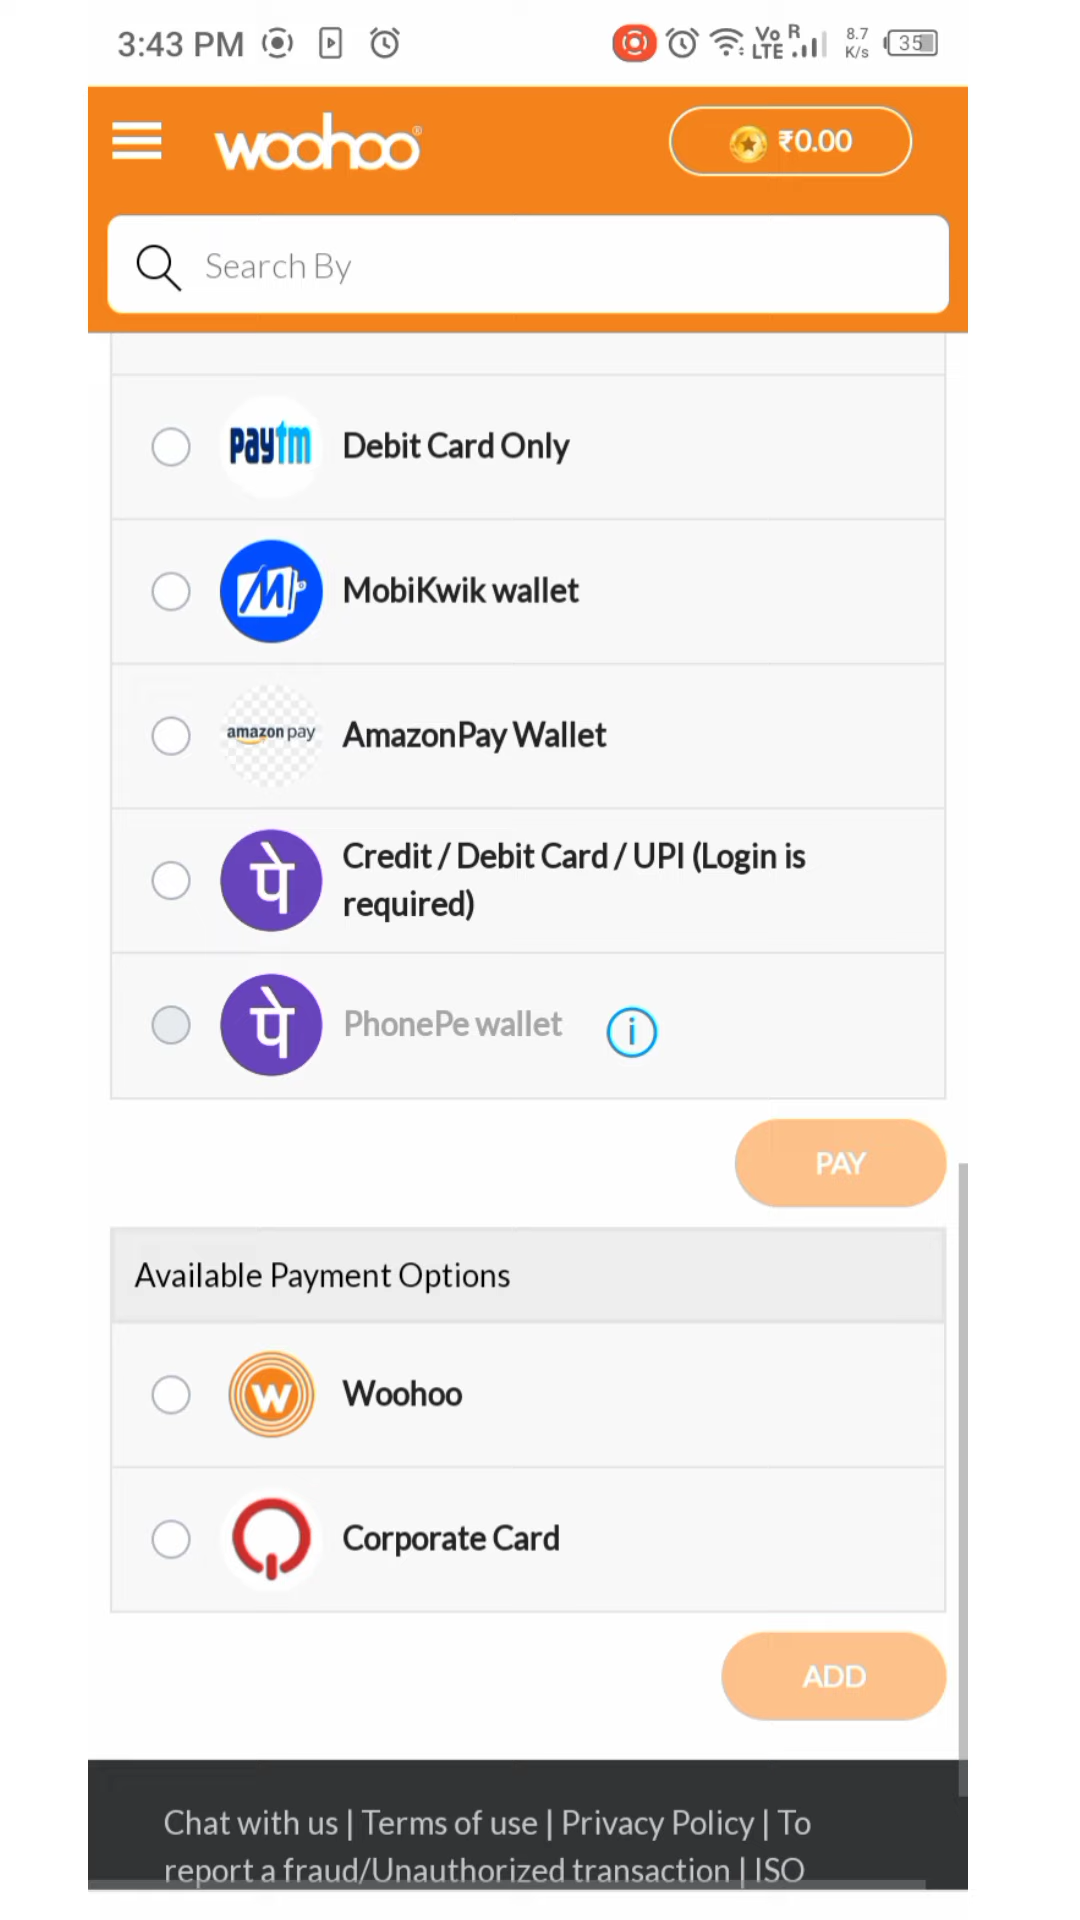 3:43 PM Vo LTE R 8.7 K/s 35
woohoo® ₹0.00
Search By
paytm Debit Card Only
M MobiKwik wallet
amazon pay AmazonPay Wallet
पे Credit / Debit Card / UPI (Login is
required)
पे PhonePe wallet i
PAY
Available Payment Options
W Woohoo
Corporate Card
ADD
Chat with us | Terms of use | Privacy Policy | To
report a fraud/Unauthorized transaction | ISO